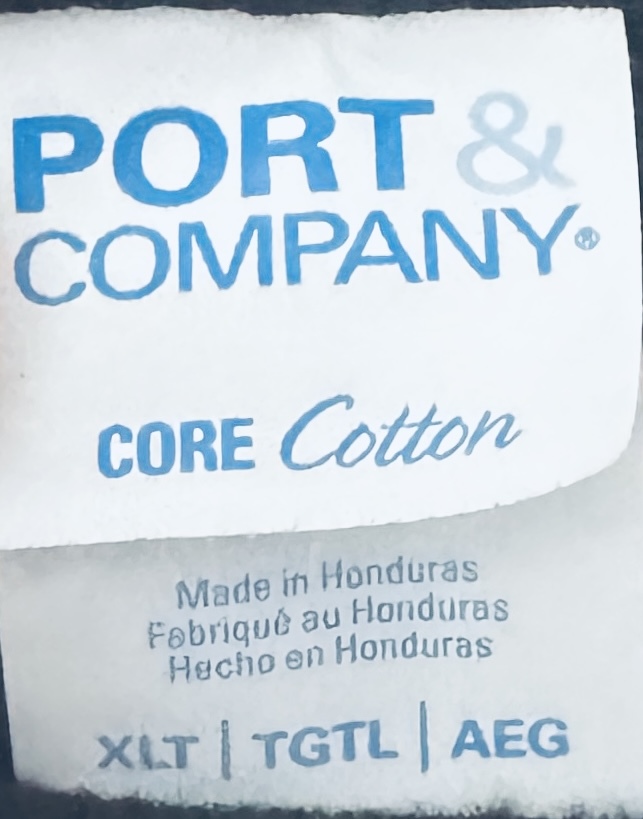 PORT &
COMPANY®
CORE Cotton
Made in Honduras
Fabriqué au Honduras
Hecho en Honduras
XLT | TGTL | AEG